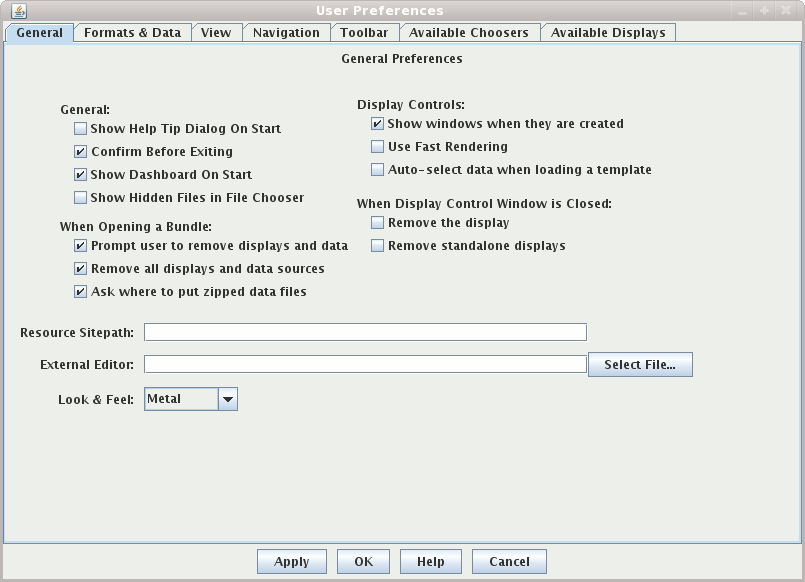 User Preferences
General
Formats & Data
View
Navigation
Toolbar
Available Choosers
Available Displays
General Preferences
General:
Show Help Tip Dialog On Start
Confirm Before Exiting
Show Dashboard On Start
Show Hidden Files in File Chooser
When Opening a Bundle:
Prompt user to remove displays and data
Remove all displays and data sources
Ask where to put zipped data files
Display Controls:
Show windows when they are created
Use Fast Rendering
Auto-select data when loading a template
When Display Control Window is Closed:
Remove the display
Remove standalone displays
Resource Sitepath:
External Editor:
Select File...
Look & Feel:
Metal
Apply
OK
Help
Cancel